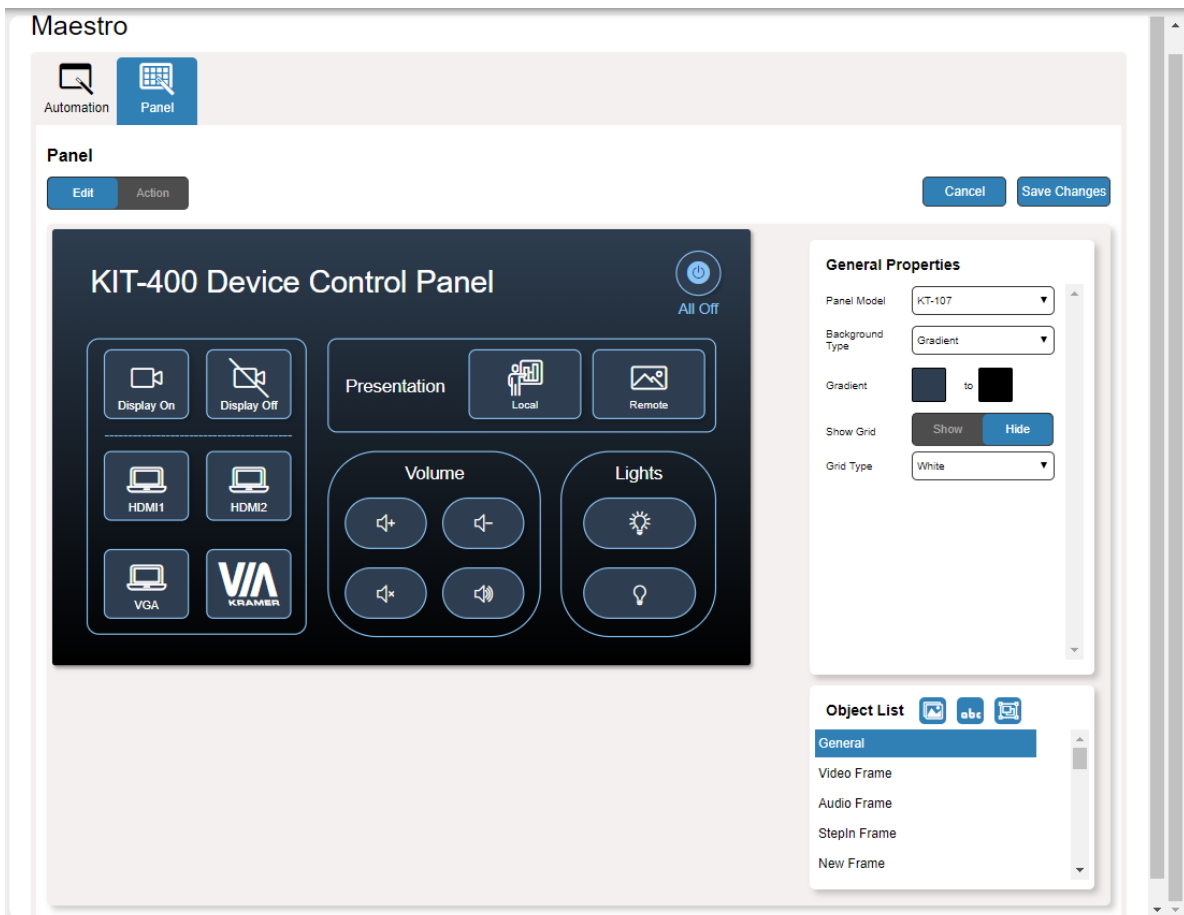 Maestro
Automation
Panel
Panel
Edit
Action
Cancel
Save Changes
KIT-400 Device Control Panel
All Off
Display On
Display Off
Presentation
Local
Remote
HDMI1
HDMI2
VGA
VIA
KRAMER
Volume
Lights
General Properties
Panel Model
KT-107
Background
Type
Gradient
Gradient
to
Show Grid
Show
Hide
Grid Type
White
Object List
abc
General
Video Frame
Audio Frame
StepIn Frame
New Frame